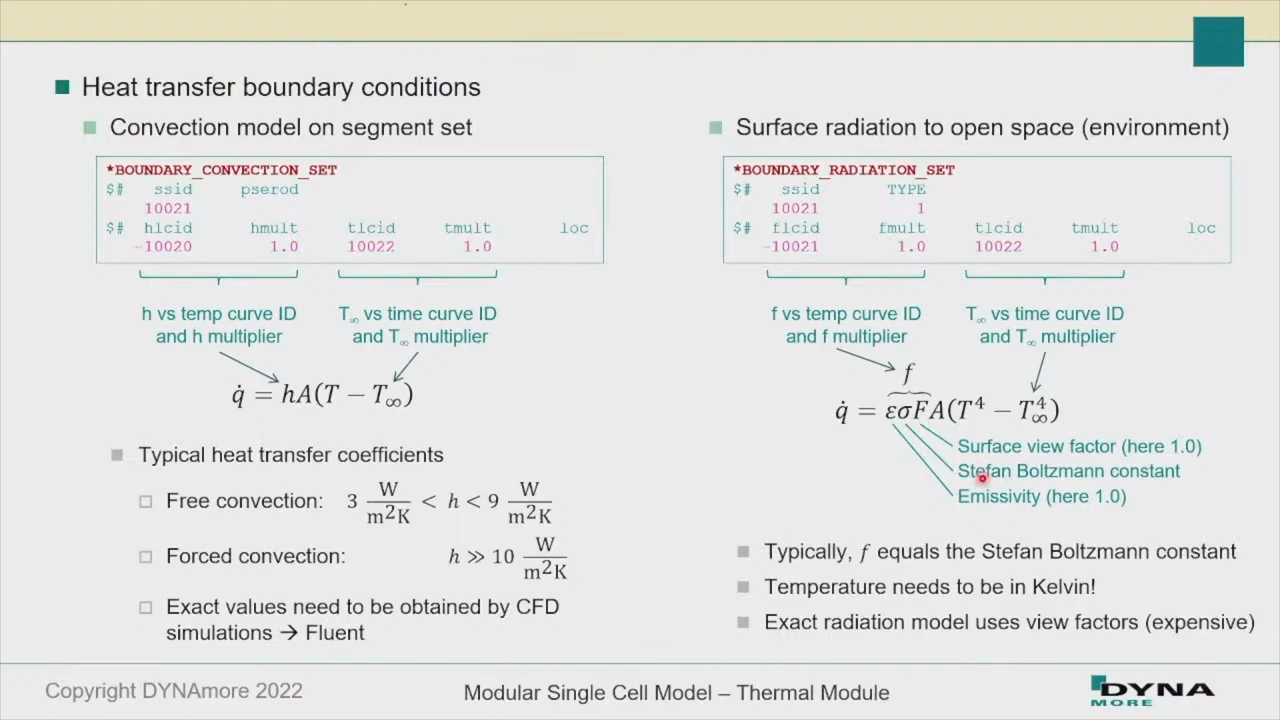 Heat transfer boundary conditions
Convection model on segment set
*BOUNDARY_CONVECTION_SET
$# ssid pserod
10021
$# hlcid hmult tlcid tmult loc
-10020 1.0 10022 1.0
h vs temp curve ID
and h multiplier
T∞ vs time curve ID
and T∞ multiplier
q̇ = hA(T − T∞)
Typical heat transfer coefficients
Free convection: 3 W/m²K < h < 9 W/m²K
Forced convection: h ≫ 10 W/m²K
Exact values need to be obtained by CFD
simulations → Fluent
Surface radiation to open space (environment)
*BOUNDARY_RADIATION_SET
$# ssid TYPE
10021 1
$# flcid fmult tlcid tmult loc
-10021 1.0 10022 1.0
f vs temp curve ID
and f multiplier
T∞ vs time curve ID
and T∞ multiplier
f
q̇ = εσFA(T⁴ − T∞⁴)
Surface view factor (here 1.0)
Stefan Boltzmann constant
Emissivity (here 1.0)
Typically, f equals the Stefan Boltzmann constant
Temperature needs to be in Kelvin!
Exact radiation model uses view factors (expensive)
Copyright DYNAmore 2022
Modular Single Cell Model – Thermal Module
DYNA
MORE